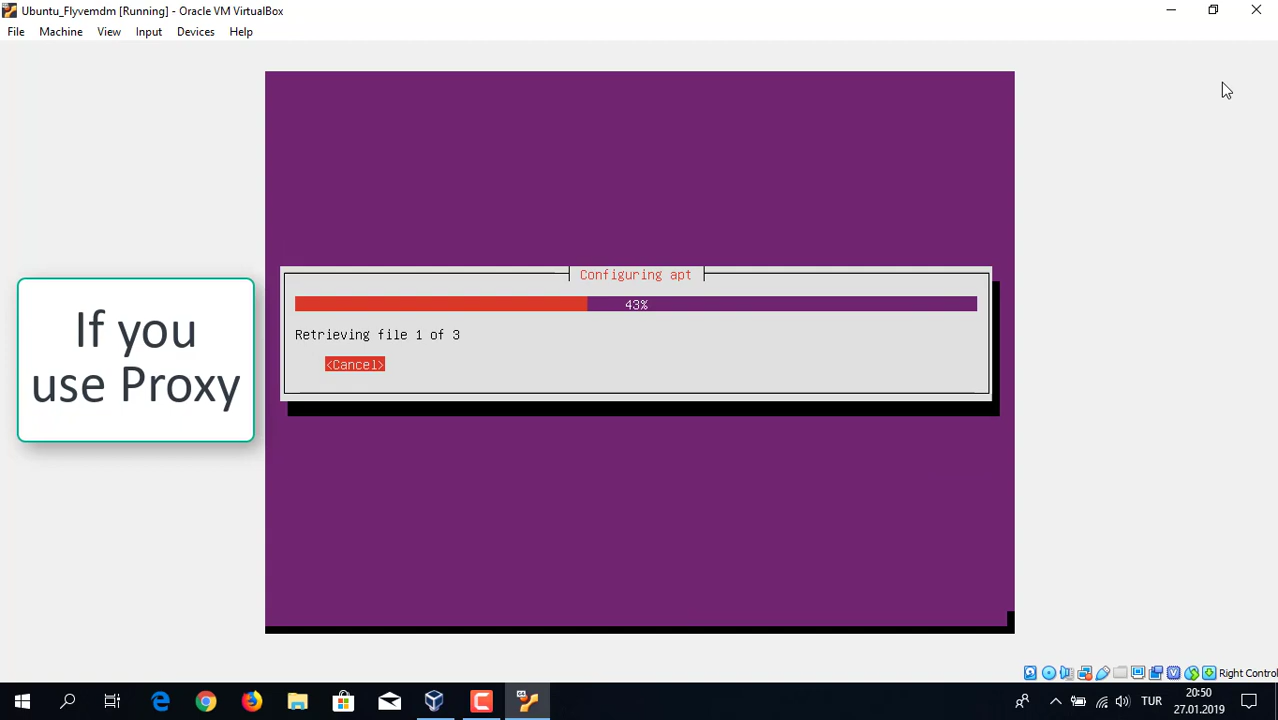 Ubuntu_Flyvemdm [Running] - Oracle VM VirtualBox
File Machine View Input Devices Help
Configuring apt
43%
Retrieving file 1 of 3
<Cancel>
If you
use Proxy
Right Control
TUR
20:50
27.01.2019